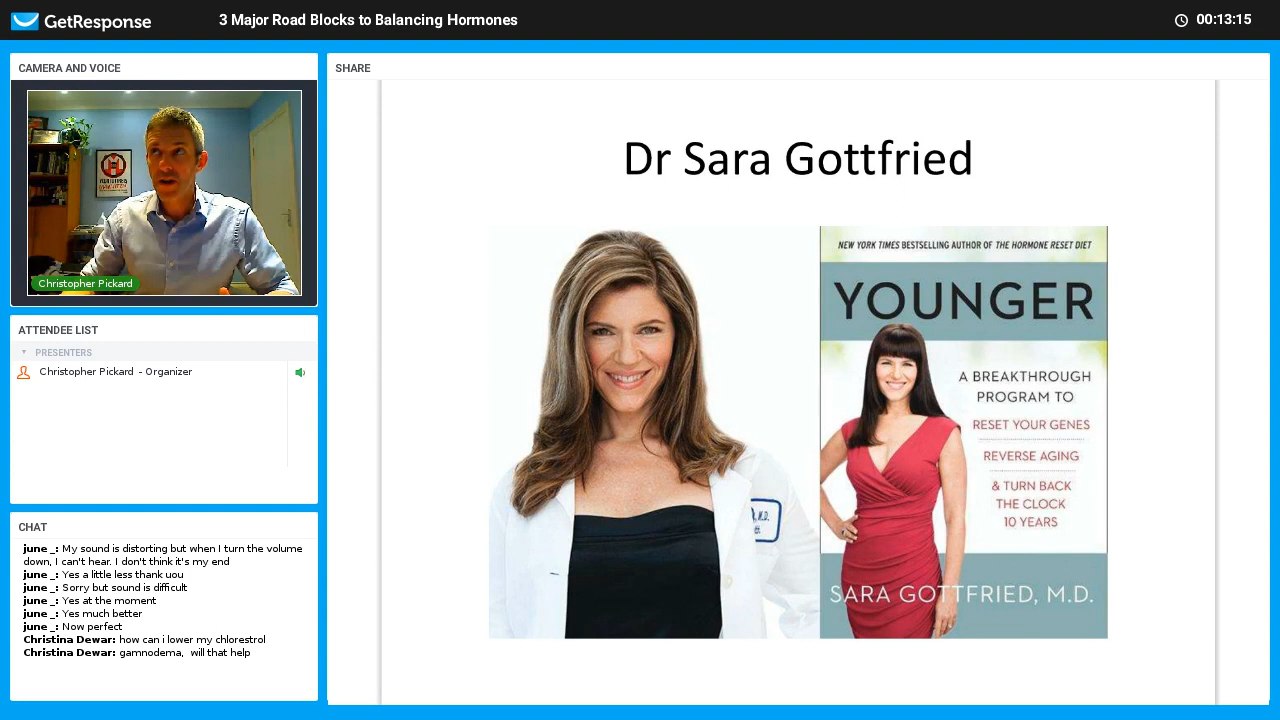 GetResponse
3 Major Road Blocks to Balancing Hormones
00:13:15
CAMERA AND VOICE
Christopher Pickard
ATTENDEE LIST
PRESENTERS
Christopher Pickard - Organizer
CHAT
june _: My sound is distorting but when I turn the volume
down, I can't hear. I don't think it's my end
june _: Yes a little less thank uou
june _: Sorry but sound is difficult
june _: Yes at the moment
june _: Yes much better
june _: Now perfect
Christina Dewar: how can i lower my chlorestrol
Christina Dewar: gamnodema, will that help
SHARE
Dr Sara Gottfried
M.D.
NEW YORK TIMES BESTSELLING AUTHOR OF THE HORMONE RESET DIET
YOUNGER
A BREAKTHROUGH
PROGRAM TO
RESET YOUR GENES
REVERSE AGING
& TURN BACK
THE CLOCK
10 YEARS
SARA GOTTFRIED, M.D.